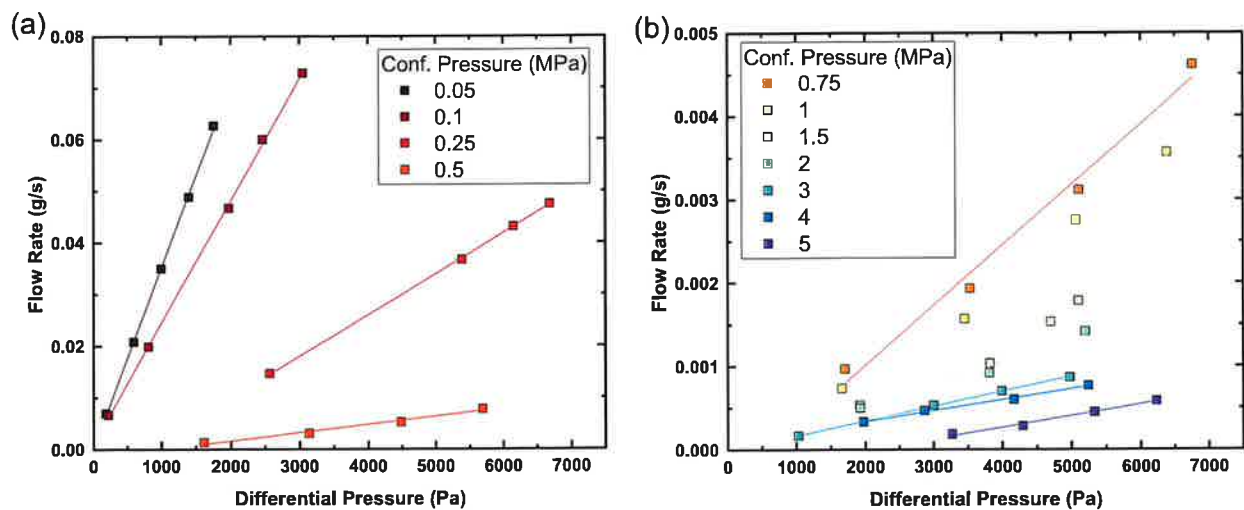 (a)
0.08
0.06
0.04
0.02
0.00
Flow Rate (g/s)
0 1000 2000 3000 4000 5000 6000 7000
Differential Pressure (Pa)
Conf. Pressure (MPa)
0.05
0.1
0.25
0.5
(b)
0.005
0.004
0.003
0.002
0.001
0.000
Flow Rate (g/s)
0 1000 2000 3000 4000 5000 6000 7000
Differential Pressure (Pa)
Conf. Pressure (MPa)
0.75
1
1.5
2
3
4
5